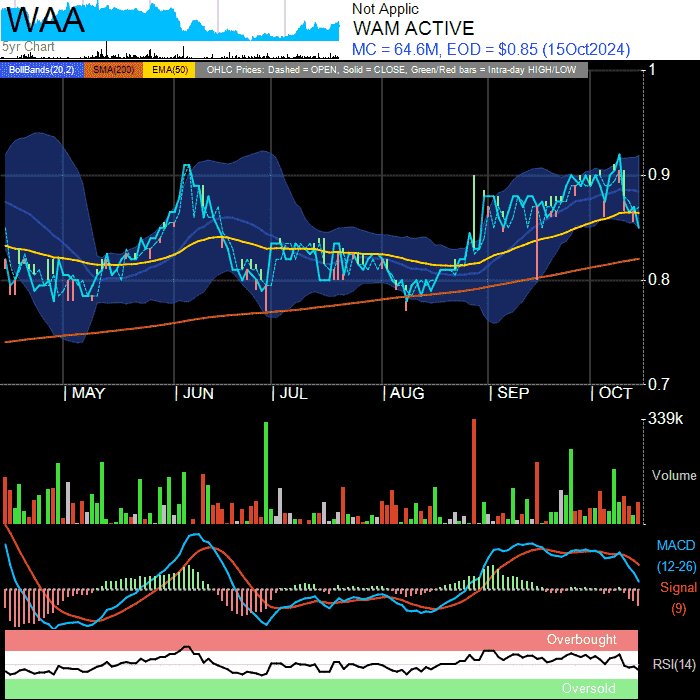 WAA
5yr Chart
Not Applic
WAM ACTIVE
MC = 64.6M, EOD = $0.85 (15Oct2024)
BollBands(20,2) SMA(200) EMA(50) OHLC Prices: Dashed = OPEN, Solid = CLOSE, Green/Red bars = Intra-day HIGH/LOW
1
0.9
0.8
0.7
| MAY | JUN | JUL | AUG | SEP | OCT
339k
Volume
MACD
(12-26)
Signal
(9)
Overbought
RSI(14)
Oversold